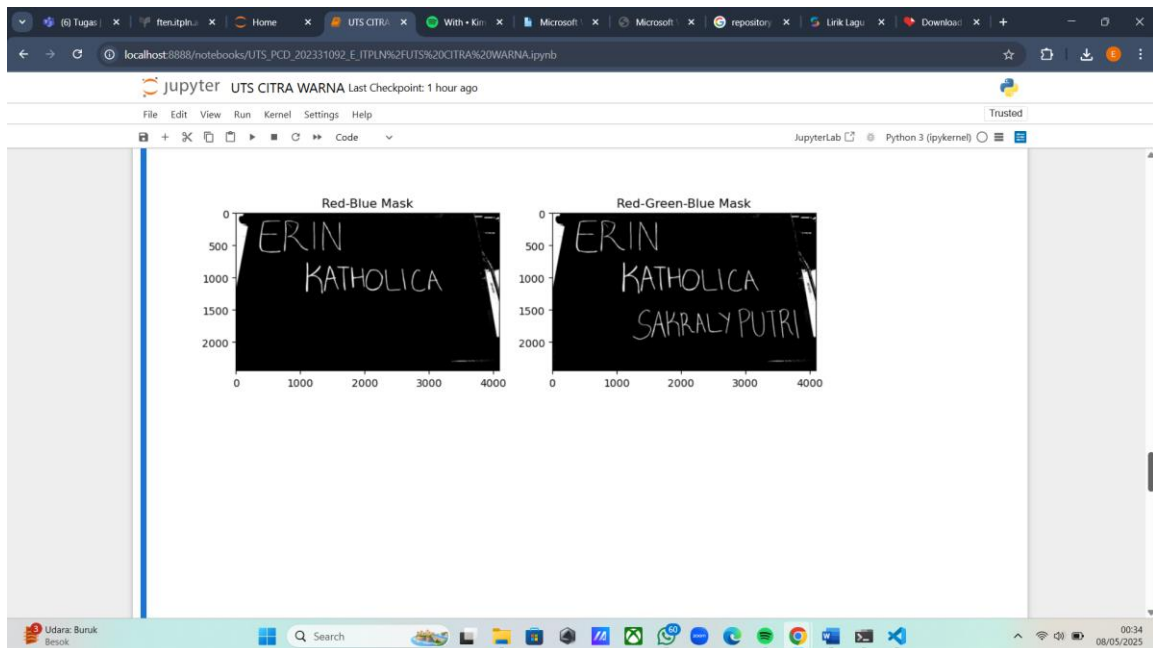 (6) Tugas j
ften.itpln.a
Home
UTS CITRA
With • Kim
Microsoft
Microsoft
repository
Lirik Lagu
Download
localhost:8888/notebooks/UTS_PCD_202331092_E_ITPLN%2FUTS%20CITRA%20WARNA.ipynb
jupyter UTS CITRA WARNA Last Checkpoint: 1 hour ago
File Edit View Run Kernel Settings Help
Trusted
Code
JupyterLab
Python 3 (ipykernel)
Red-Blue Mask
0
500
1000
1500
2000
ERIN
KATHOLICA
0 1000 2000 3000 4000
Red-Green-Blue Mask
0
500
1000
1500
2000
ERIN
KATHOLICA
SAKRALY PUTRI
0 1000 2000 3000 4000
3
Udara: Buruk
Besok
Search
60
00:34
08/05/2025